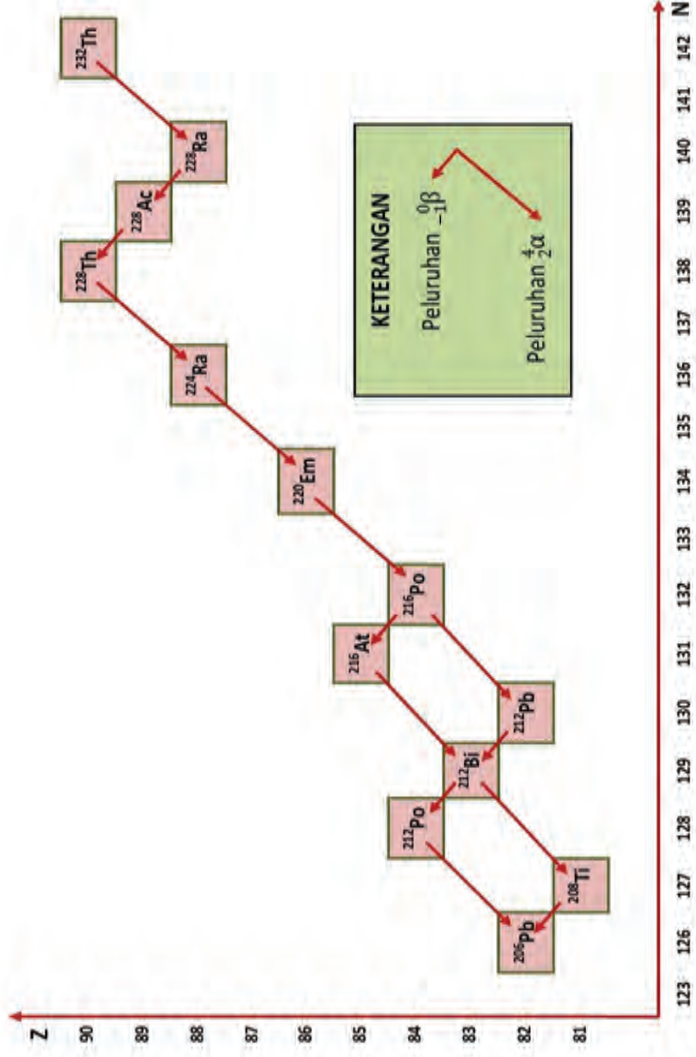 Z
90
89
88
87
86
85
84
83
82
81
²³²Th
²²⁸Th
²²⁸Ac
²²⁸Ra
²²⁴Ra
²²⁰Em
²¹⁶At
²¹⁶Po
²¹²Po
²¹²Bi
²¹²Pb
²⁰⁶Pb
²⁰⁸Ti
KETERANGAN
Peluruhan ⁰₋₁β
Peluruhan ⁴₂α
123 126 127 128 129 130 131 132 133 134 135 136 137 138 139 140 141 142 N